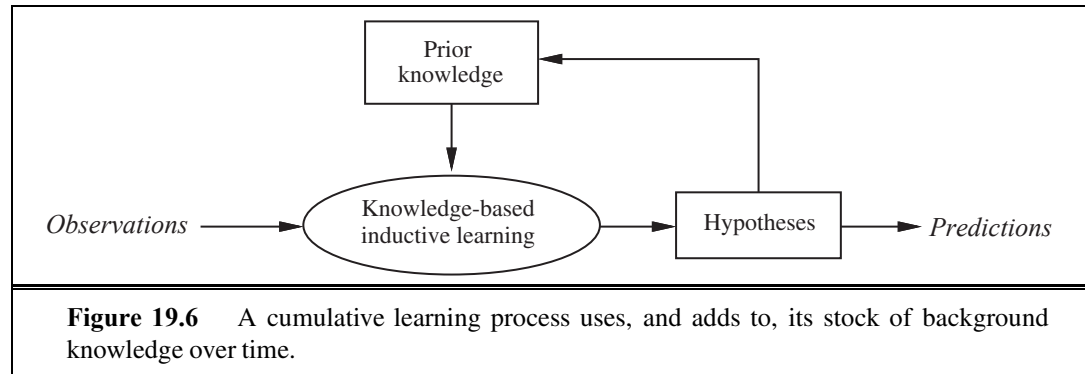 Prior
knowledge
Observations
Knowledge-based
inductive learning
Hypotheses
Predictions
Figure 19.6 A cumulative learning process uses, and adds to, its stock of background
knowledge over time.